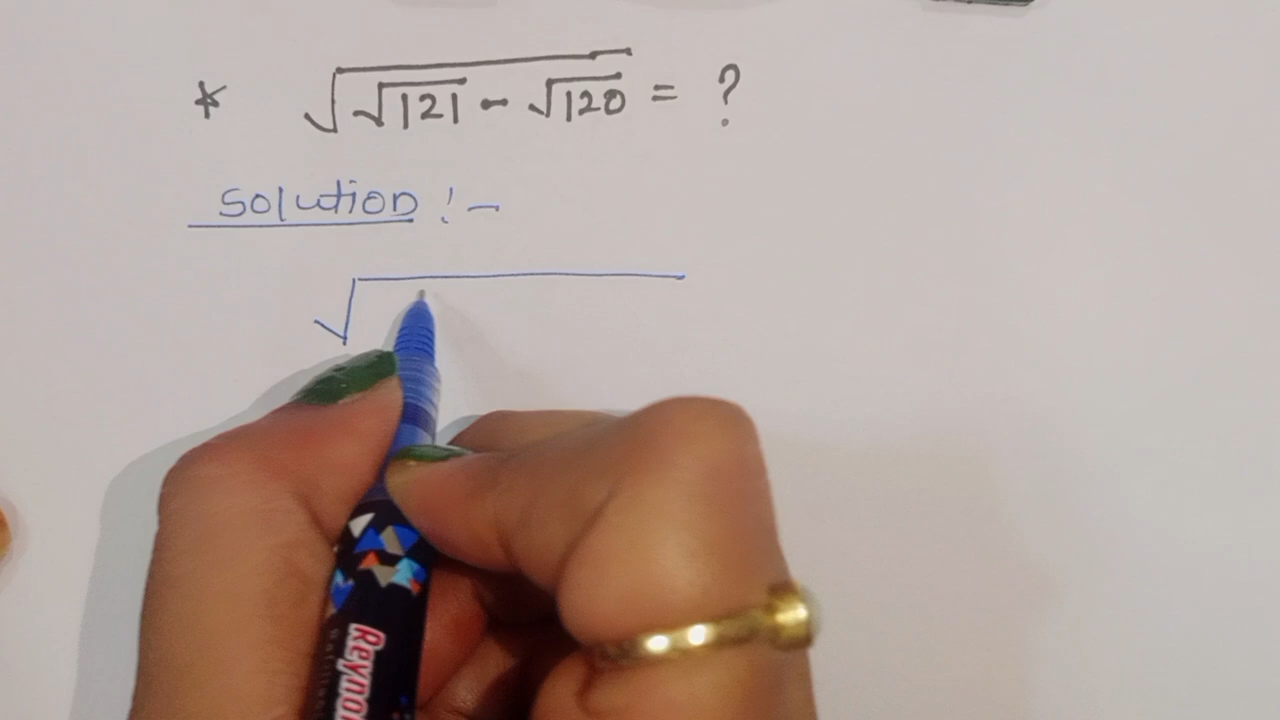 * √(√121 - √120) = ?
Solution :-
√
Reynol